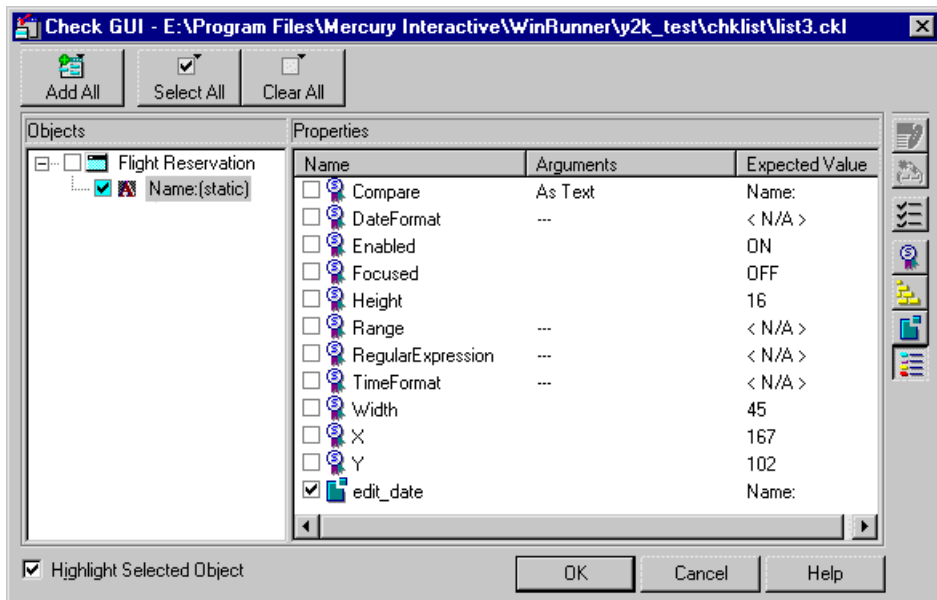 Check GUI - E:\Program Files\Mercury Interactive\WinRunner\y2k_test\chklist\list3.ckl
Add All Select All Clear All
Objects Properties
Flight Reservation
Name:(static)
Name Arguments Expected Value
Compare As Text Name:
DateFormat --- < N/A >
Enabled ON
Focused OFF
Height 16
Range --- < N/A >
RegularExpression --- < N/A >
TimeFormat --- < N/A >
Width 45
X 167
Y 102
edit_date Name:
Highlight Selected Object OK Cancel Help